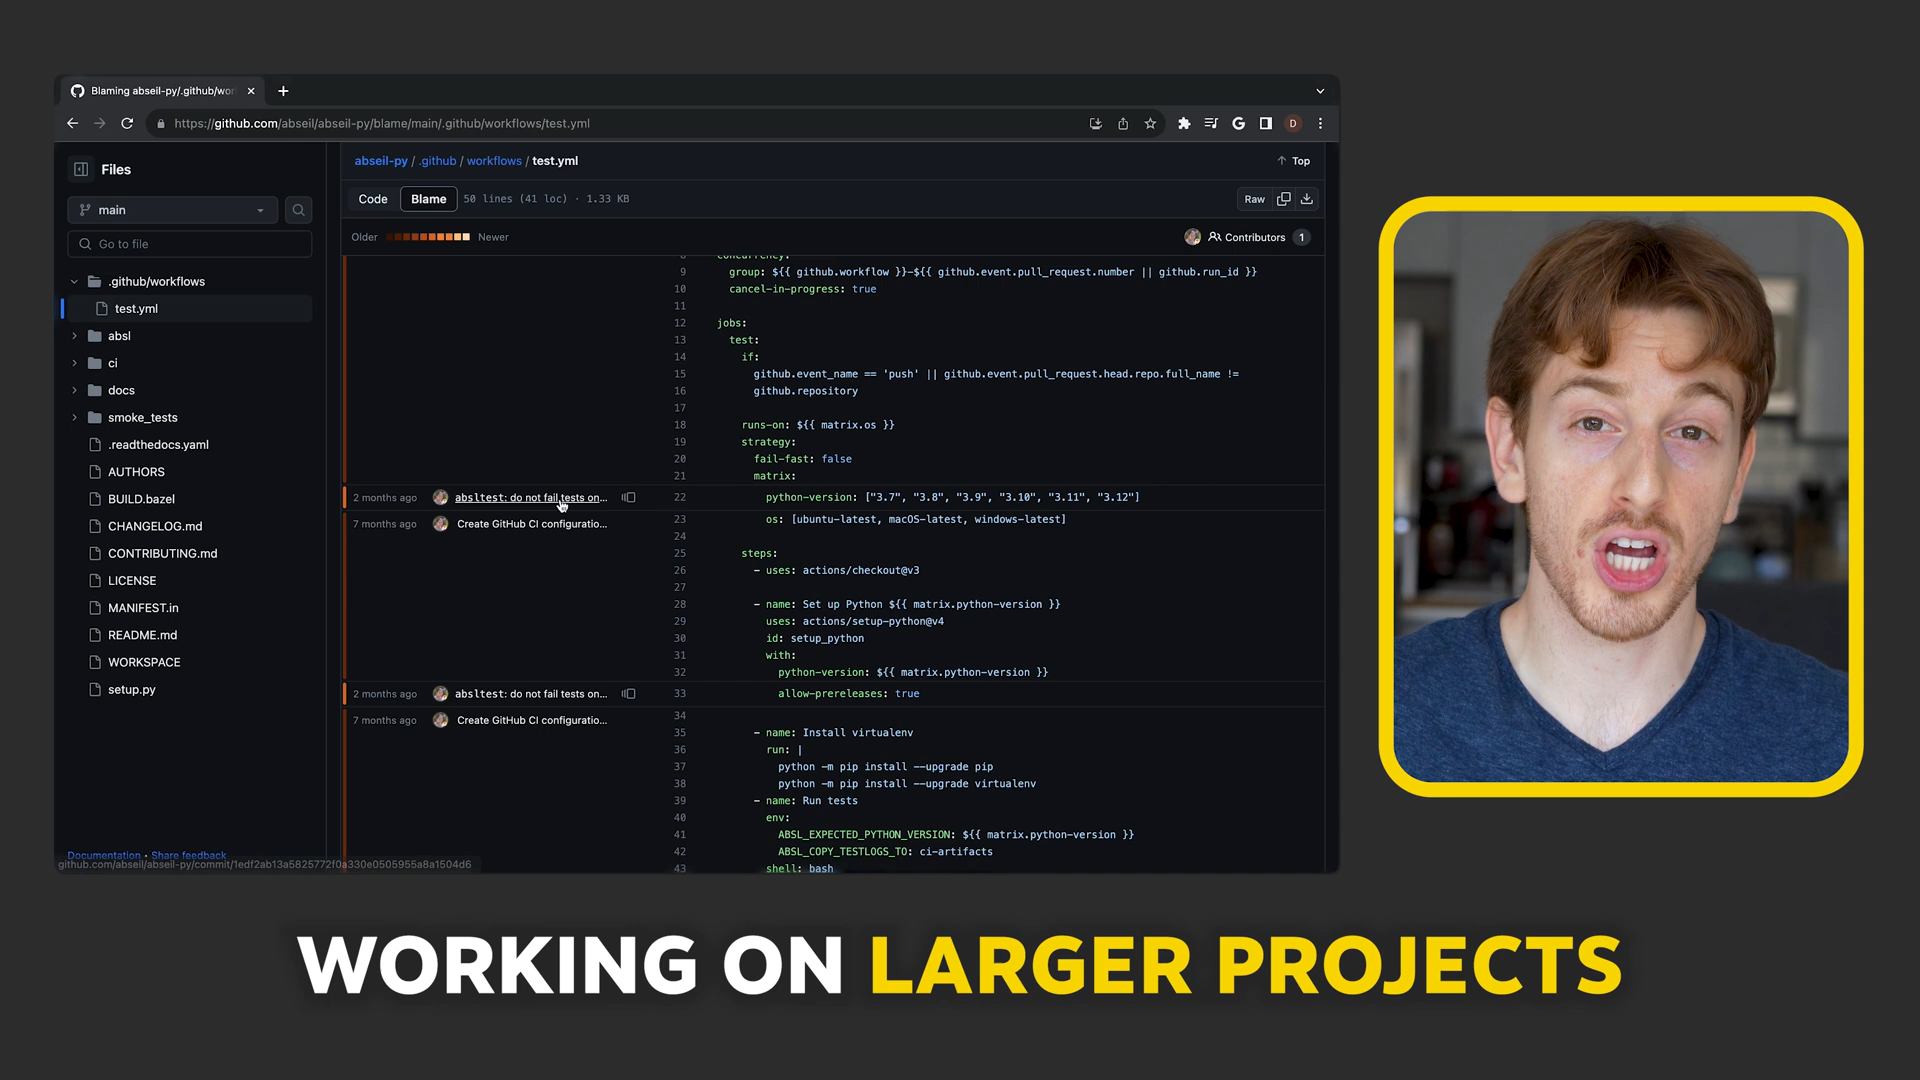 Blaming abseil-py/.github/wor
https://github.com/abseil/abseil-py/blame/main/.github/workflows/test.yml
D
Files
main
Go to file
.github/workflows
test.yml
absl
ci
docs
smoke_tests
.readthedocs.yaml
AUTHORS
BUILD.bazel
CHANGELOG.md
CONTRIBUTING.md
LICENSE
MANIFEST.in
README.md
WORKSPACE
setup.py
Documentation • Share feedback
github.com/abseil/abseil-py/commit/1edf2ab13a5825772f0a330e0505955a8a1504d6
abseil-py / .github / workflows / test.yml
Top
Code Blame 50 lines (41 loc) · 1.33 KB
Raw
Older Newer
Contributors 1
8 concurrency:
9 group: ${{ github.workflow }}-${{ github.event.pull_request.number || github.run_id }}
10 cancel-in-progress: true
11
12 jobs:
13 test:
14 if:
15 github.event_name == 'push' || github.event.pull_request.head.repo.full_name !=
16 github.repository
17
18 runs-on: ${{ matrix.os }}
19 strategy:
20 fail-fast: false
21 matrix:
2 months ago absltest: do not fail tests on... 22 python-version: ["3.7", "3.8", "3.9", "3.10", "3.11", "3.12"]
7 months ago Create GitHub CI configuratio... 23 os: [ubuntu-latest, macOS-latest, windows-latest]
24
25 steps:
26 - uses: actions/checkout@v3
27
28 - name: Set up Python ${{ matrix.python-version }}
29 uses: actions/setup-python@v4
30 id: setup_python
31 with:
32 python-version: ${{ matrix.python-version }}
2 months ago absltest: do not fail tests on... 33 allow-prereleases: true
7 months ago Create GitHub CI configuratio... 34
35 - name: Install virtualenv
36 run: |
37 python -m pip install --upgrade pip
38 python -m pip install --upgrade virtualenv
39 - name: Run tests
40 env:
41 ABSL_EXPECTED_PYTHON_VERSION: ${{ matrix.python-version }}
42 ABSL_COPY_TESTLOGS_TO: ci-artifacts
43 shell: bash
WORKING ON LARGER PROJECTS